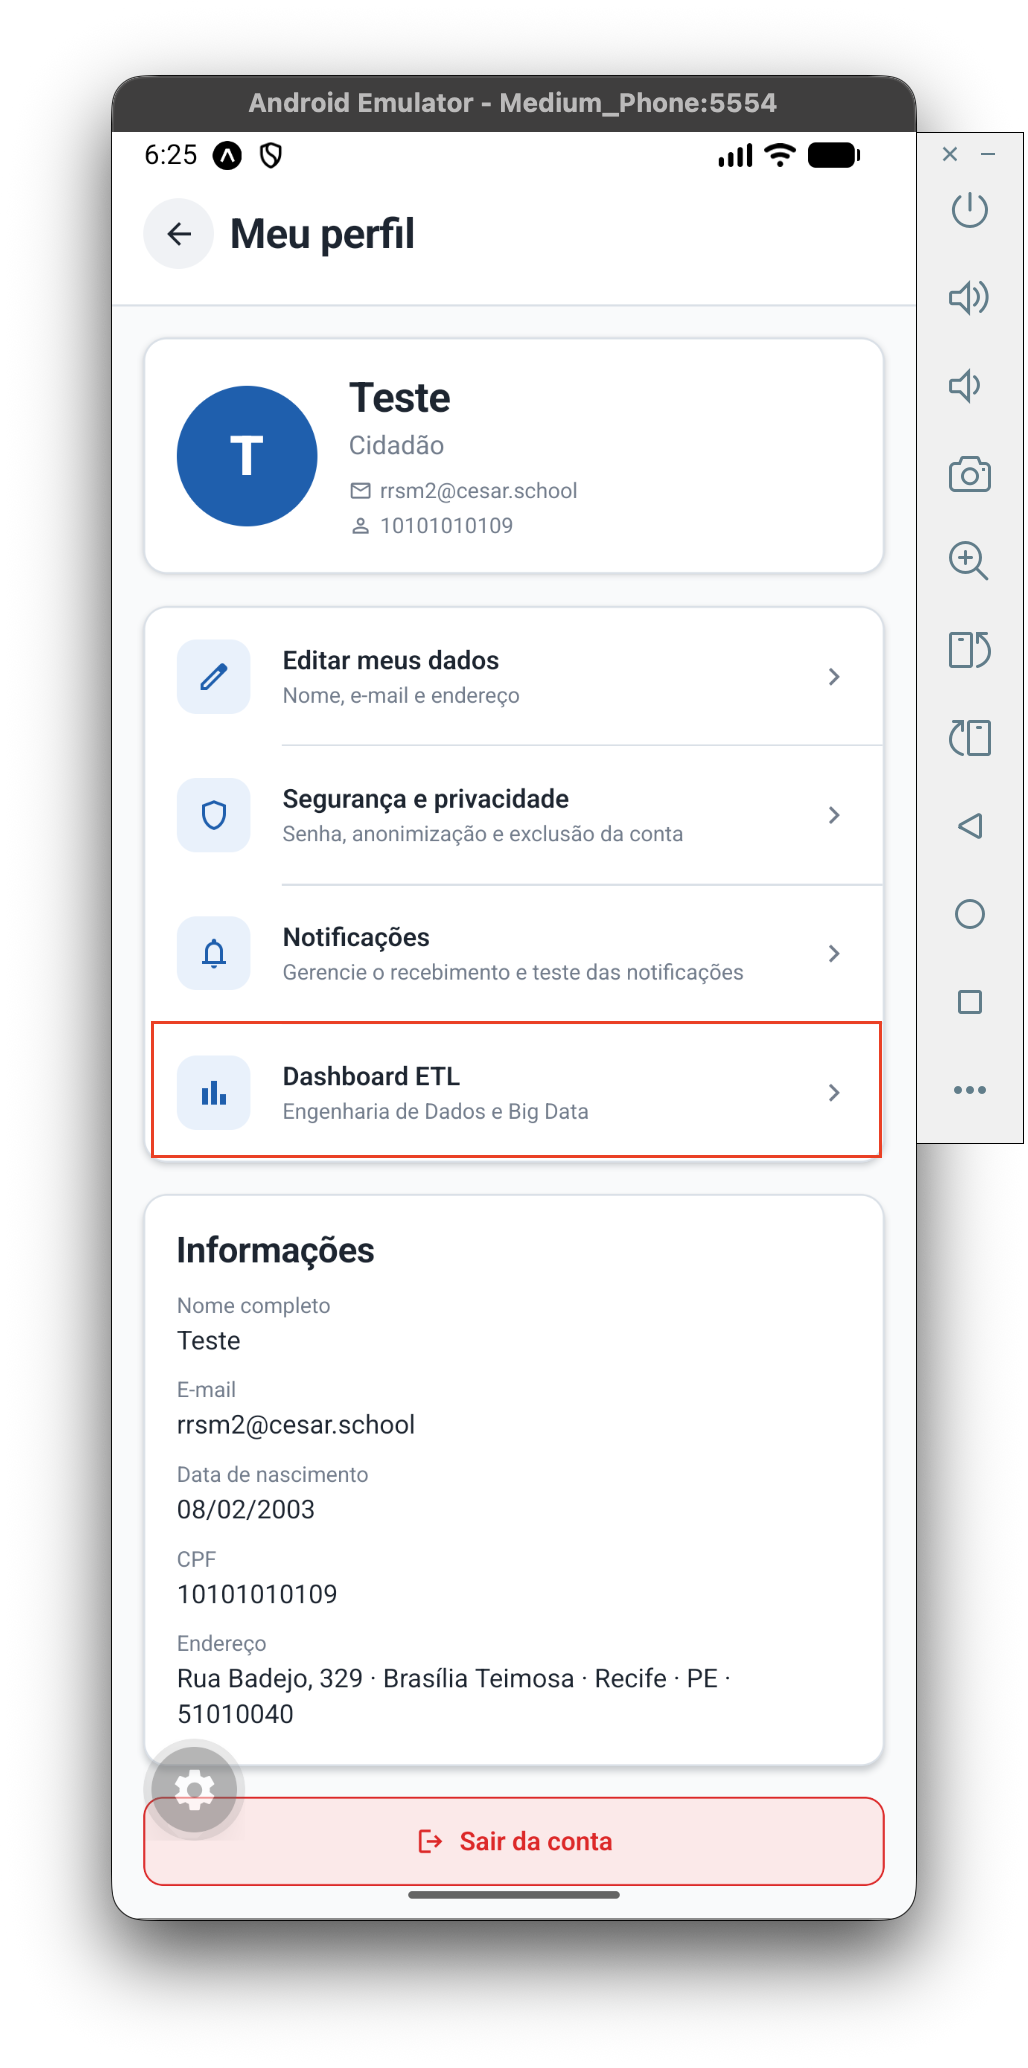 Android Emulator - Medium_Phone:5554
6:25
Meu perfil
T
Teste
Cidadão
rrsm2@cesar.school
10101010109
Editar meus dados
Nome, e-mail e endereço
Segurança e privacidade
Senha, anonimização e exclusão da conta
Notificações
Gerencie o recebimento e teste das notificações
Dashboard ETL
Engenharia de Dados e Big Data
Informações
Nome completo
Teste
E-mail
rrsm2@cesar.school
Data de nascimento
08/02/2003
CPF
10101010109
Endereço
Rua Badejo, 329 · Brasília Teimosa · Recife · PE ·
51010040
Sair da conta